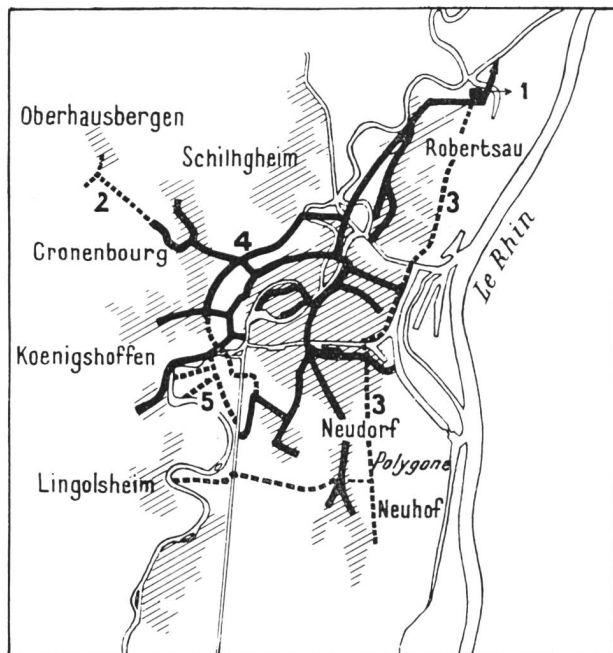 1
Oberhausbergen
Schilhgheim
Robertsau
2
3
Cronenbourg
4
Le Rhin
Koenigshoffen
5
3
Neudorf
Polygone
Lingolsheim
Neuhof